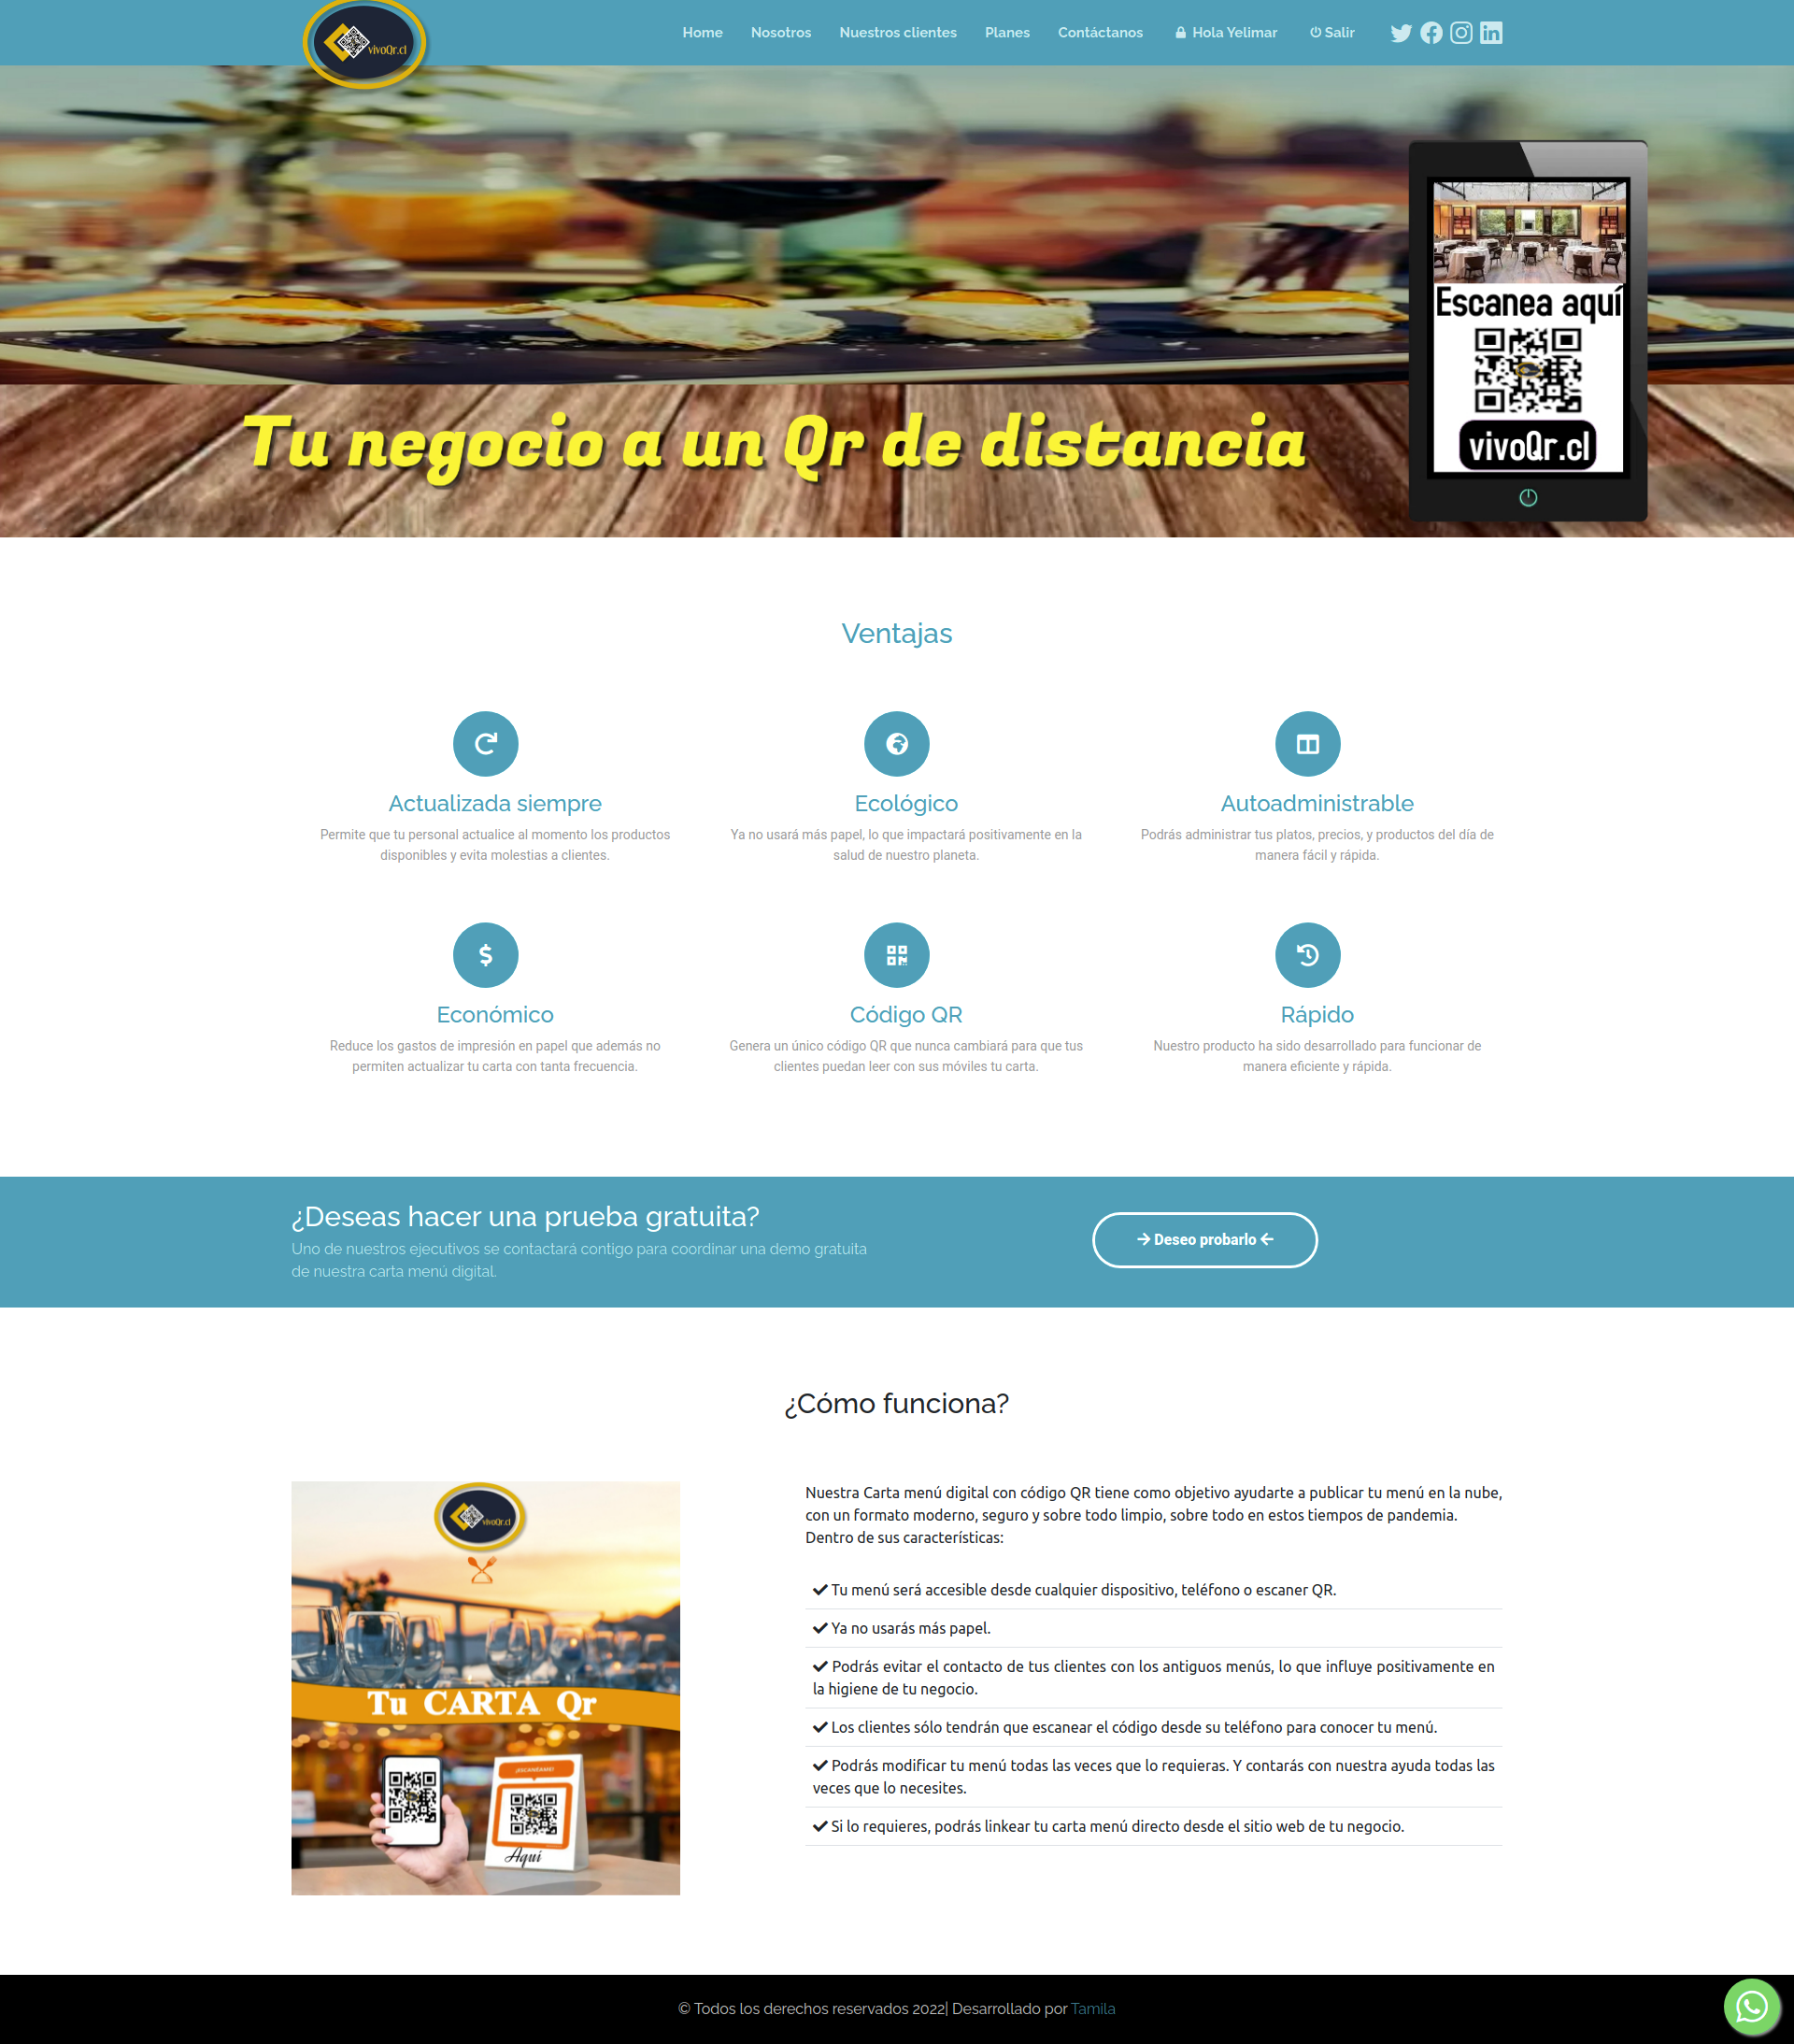 vivoQr.cl
Home Nosotros Nuestros clientes Planes Contáctanos Hola Yelimar Salir
Escanea aquí
vivoQr.cl
Tu negocio a un Qr de distancia
Ventajas
Actualizada siempre
Permite que tu personal actualice al momento los productos
disponibles y evita molestias a clientes.
Ecológico
Ya no usará más papel, lo que impactará positivamente en la
salud de nuestro planeta.
Autoadministrable
Podrás administrar tus platos, precios, y productos del día de
manera fácil y rápida.
Económico
Reduce los gastos de impresión en papel que además no
permiten actualizar tu carta con tanta frecuencia.
Código QR
Genera un único código QR que nunca cambiará para que tus
clientes puedan leer con sus móviles tu carta.
Rápido
Nuestro producto ha sido desarrollado para funcionar de
manera eficiente y rápida.
¿Deseas hacer una prueba gratuita?
Uno de nuestros ejecutivos se contactará contigo para coordinar una demo gratuita
de nuestra carta menú digital.
Deseo probarlo
¿Cómo funciona?
vivoQr.cl
Tu CARTA Qr
¡ESCANÉAME!
Aquí
Nuestra Carta menú digital con código QR tiene como objetivo ayudarte a publicar tu menú en la nube,
con un formato moderno, seguro y sobre todo limpio, sobre todo en estos tiempos de pandemia.
Dentro de sus características:
Tu menú será accesible desde cualquier dispositivo, teléfono o escaner QR.
Ya no usarás más papel.
Podrás evitar el contacto de tus clientes con los antiguos menús, lo que influye positivamente en
la higiene de tu negocio.
Los clientes sólo tendrán que escanear el código desde su teléfono para conocer tu menú.
Podrás modificar tu menú todas las veces que lo requieras. Y contarás con nuestra ayuda todas las
veces que lo necesites.
Si lo requieres, podrás linkear tu carta menú directo desde el sitio web de tu negocio.
© Todos los derechos reservados 2022| Desarrollado por Tamila